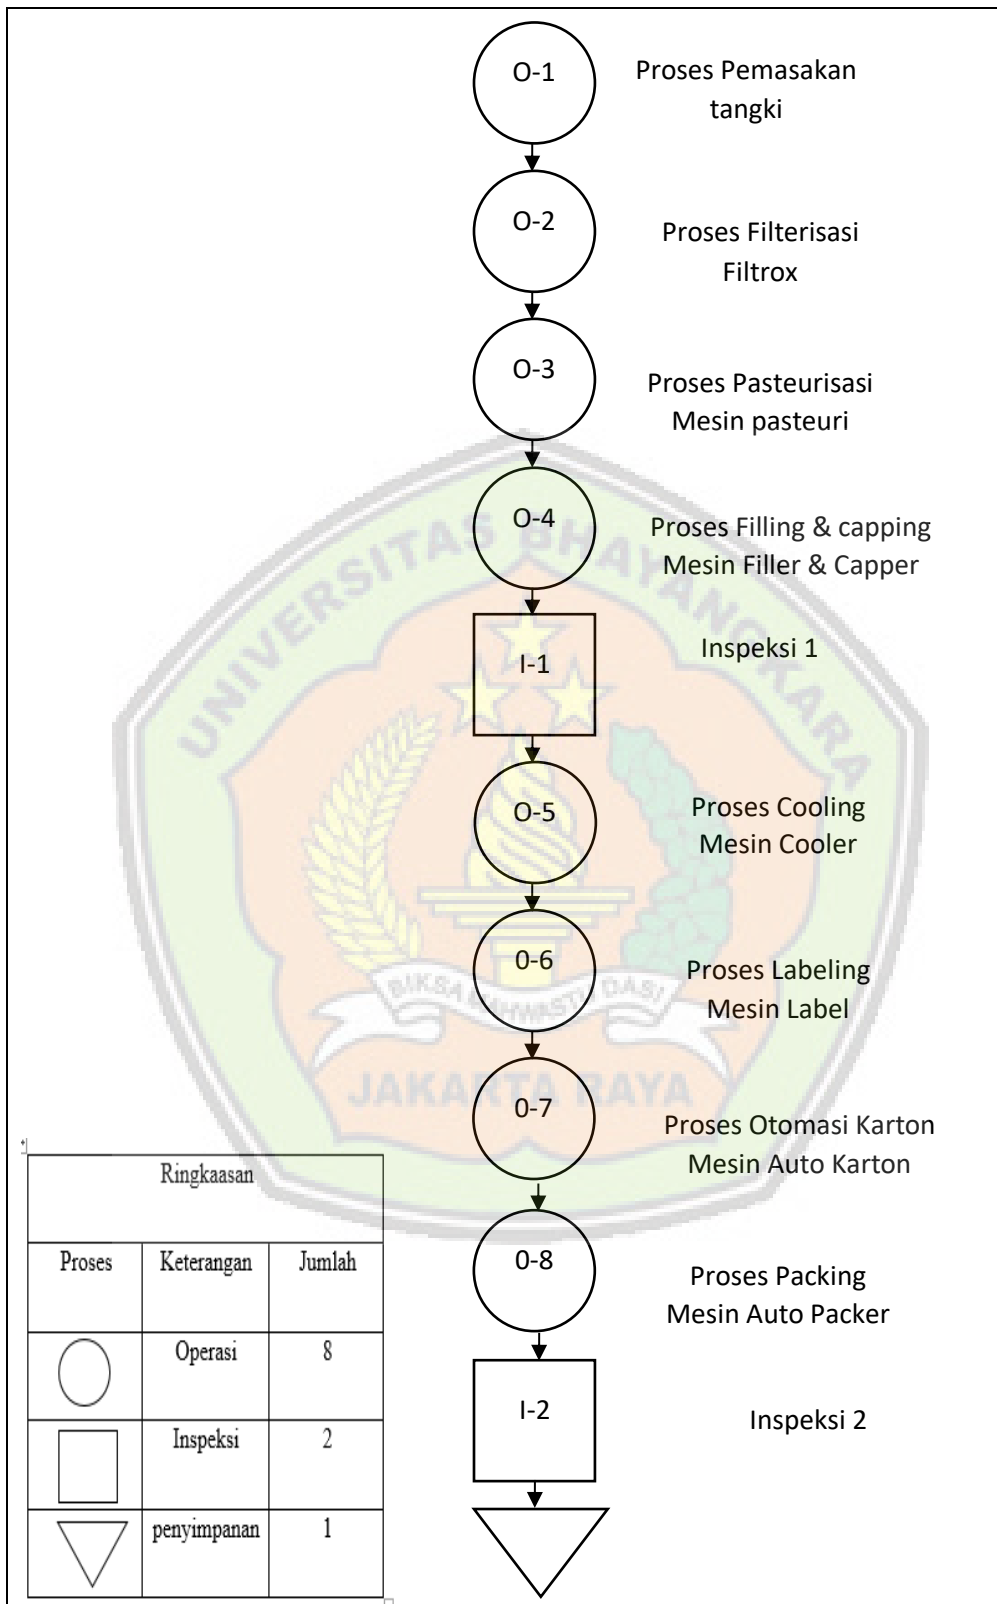 O-1
Proses Pemasakan
tangki
O-2
Proses Filterisasi
Filtrox
O-3
Proses Pasteurisasi
Mesin pasteuri
O-4
Proses Filling & capping
Mesin Filler & Capper
I-1
Inspeksi 1
O-5
Proses Cooling
Mesin Cooler
0-6
Proses Labeling
Mesin Label
0-7
Proses Otomasi Karton
Mesin Auto Karton
0-8
Proses Packing
Mesin Auto Packer
I-2
Inspeksi 2
Ringkaasan
Proses Keterangan Jumlah
Operasi 8
Inspeksi 2
penyimpanan 1
UNIVERSITAS BHAYANGKARA
JAKARTA RAYA